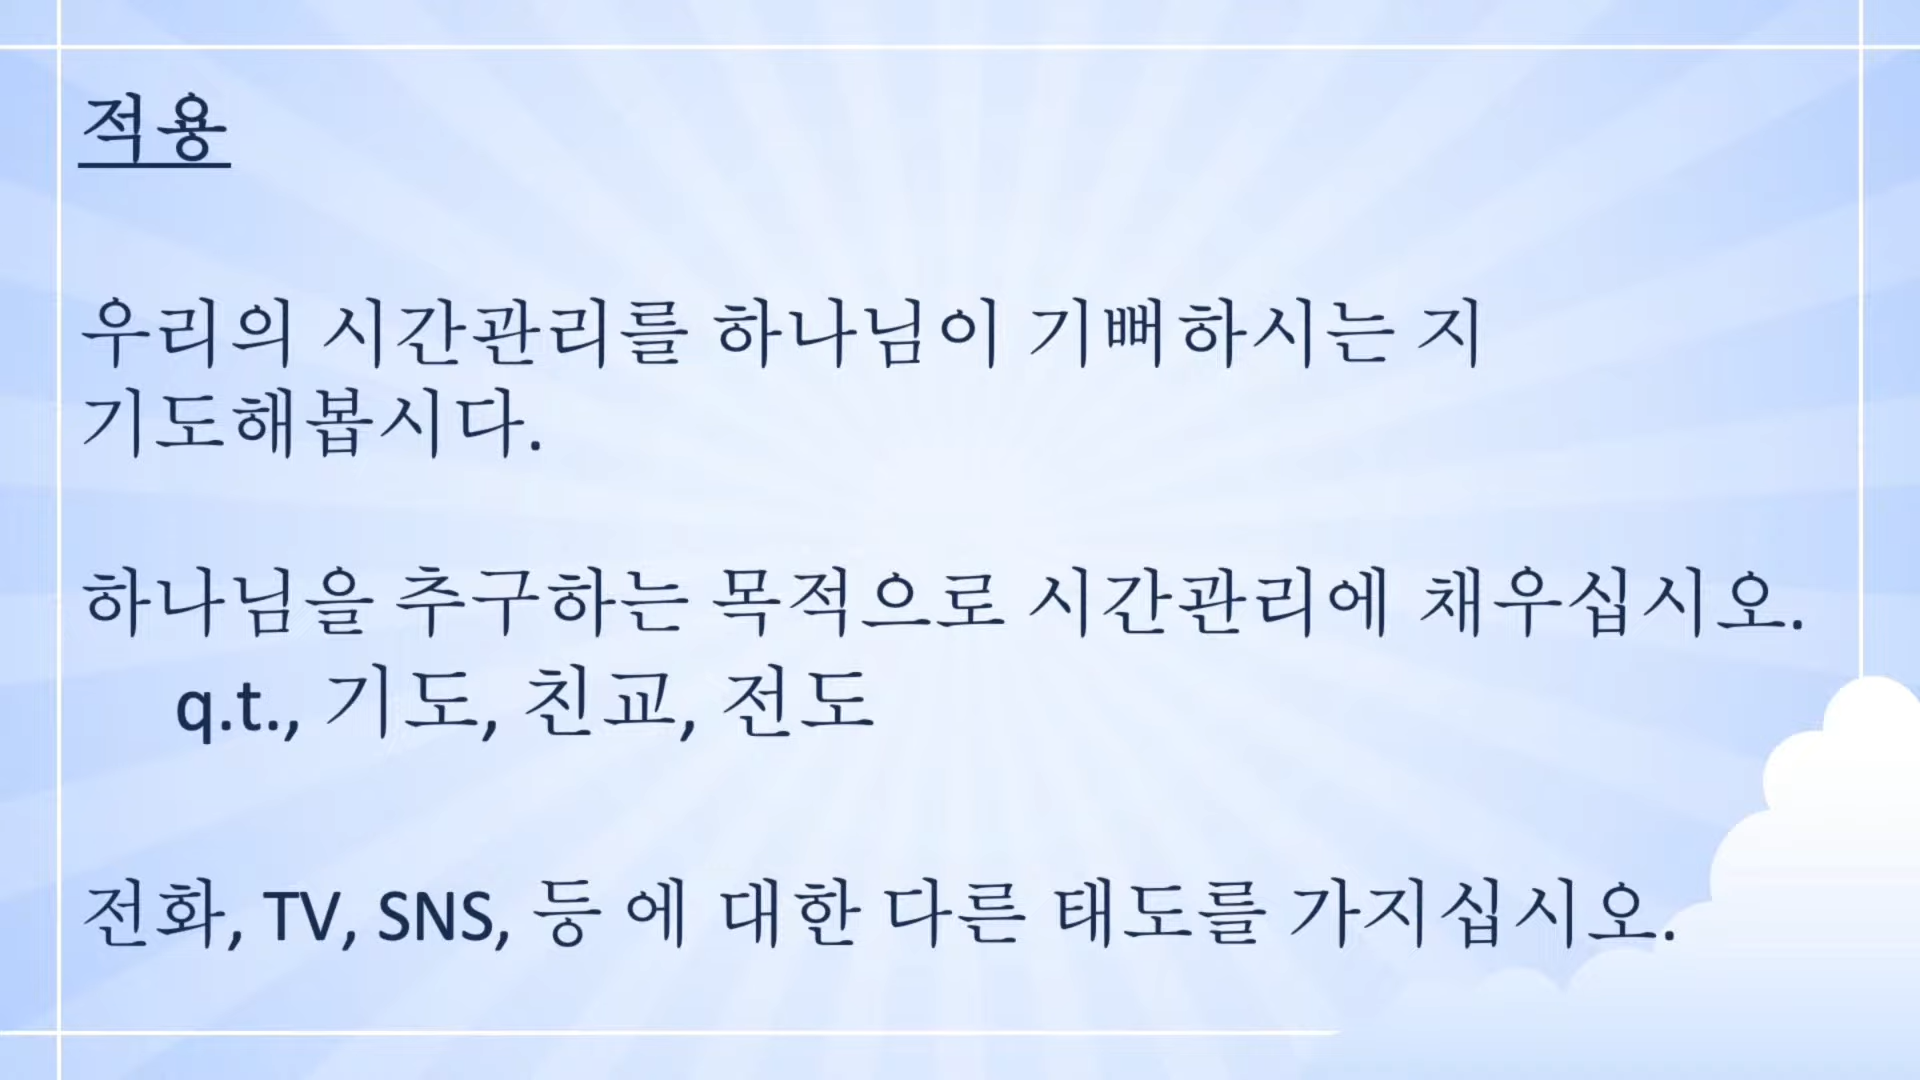 적용
우리의 시간관리를 하나님이 기뻐하시는 지
기도해봅시다.
하나님을 추구하는 목적으로 시간관리에 채우십시오.
q.t., 기도, 친교, 전도
전화, TV, SNS, 등 에 대한 다른 태도를 가지십시오.